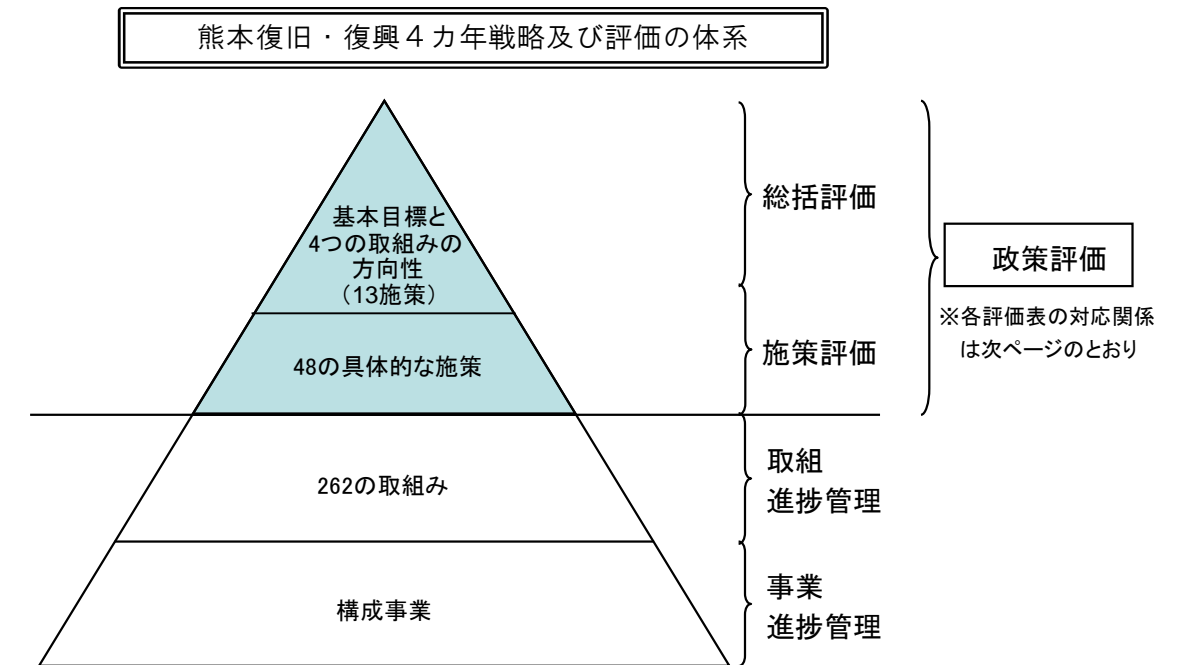 熊本復旧・復興４カ年戦略及び評価の体系
基本目標と
4つの取組みの
方向性
（13施策）
48の具体的な施策
262の取組み
構成事業
総括評価
施策評価
取組
進捗管理
事業
進捗管理
政策評価
※各評価表の対応関係
は次ページのとおり